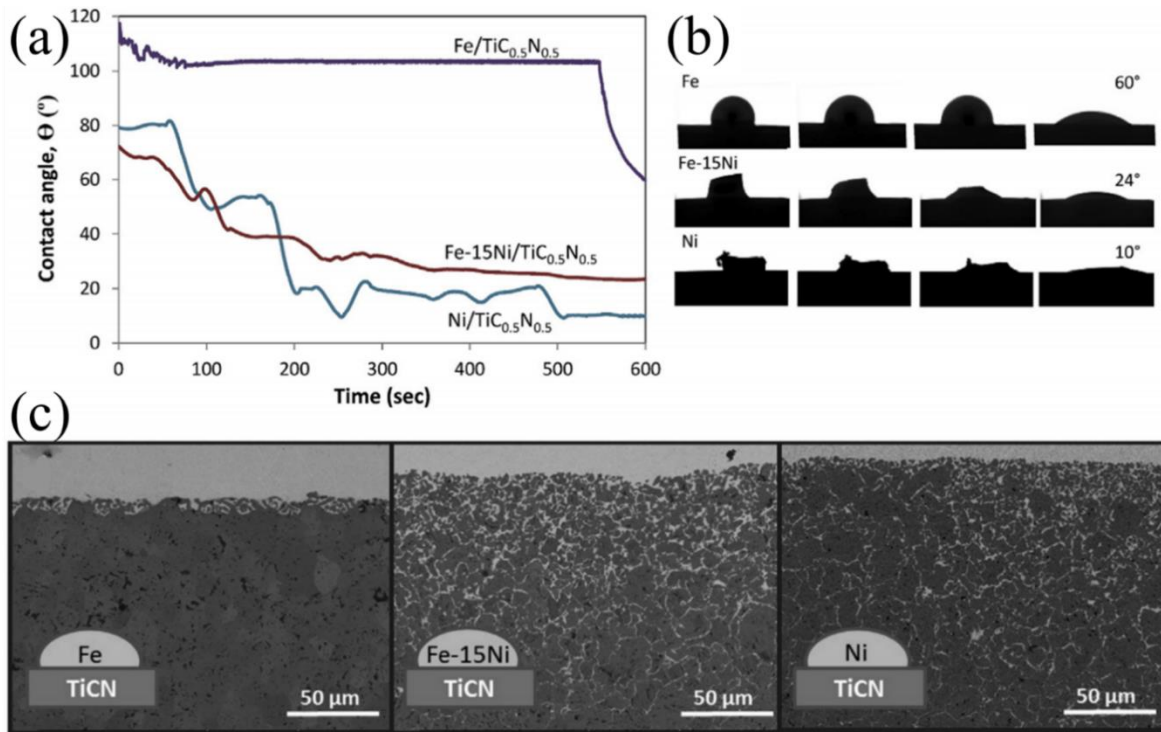 (a)
120
100
80
60
40
20
0
Contact angle, Θ (º)
Fe/TiC0.5N0.5
Fe-15Ni/TiC0.5N0.5
Ni/TiC0.5N0.5
0 100 200 300 400 500 600
Time (sec)
(b)
Fe
60°
Fe-15Ni
24°
Ni
10°
(c)
Fe
TiCN
50 µm
Fe-15Ni
TiCN
50 µm
Ni
TiCN
50 µm